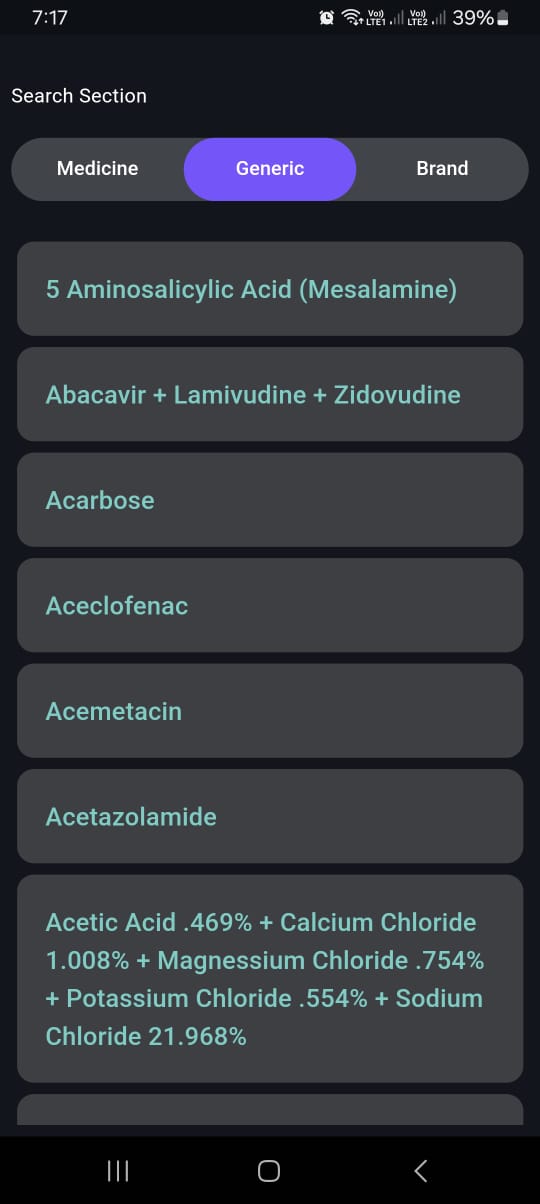 7:17
Vo)) LTE1 Vo)) LTE2 39%
Search Section
Medicine Generic Brand
5 Aminosalicylic Acid (Mesalamine)
Abacavir + Lamivudine + Zidovudine
Acarbose
Aceclofenac
Acemetacin
Acetazolamide
Acetic Acid .469% + Calcium Chloride
1.008% + Magnessium Chloride .754%
+ Potassium Chloride .554% + Sodium
Chloride 21.968%